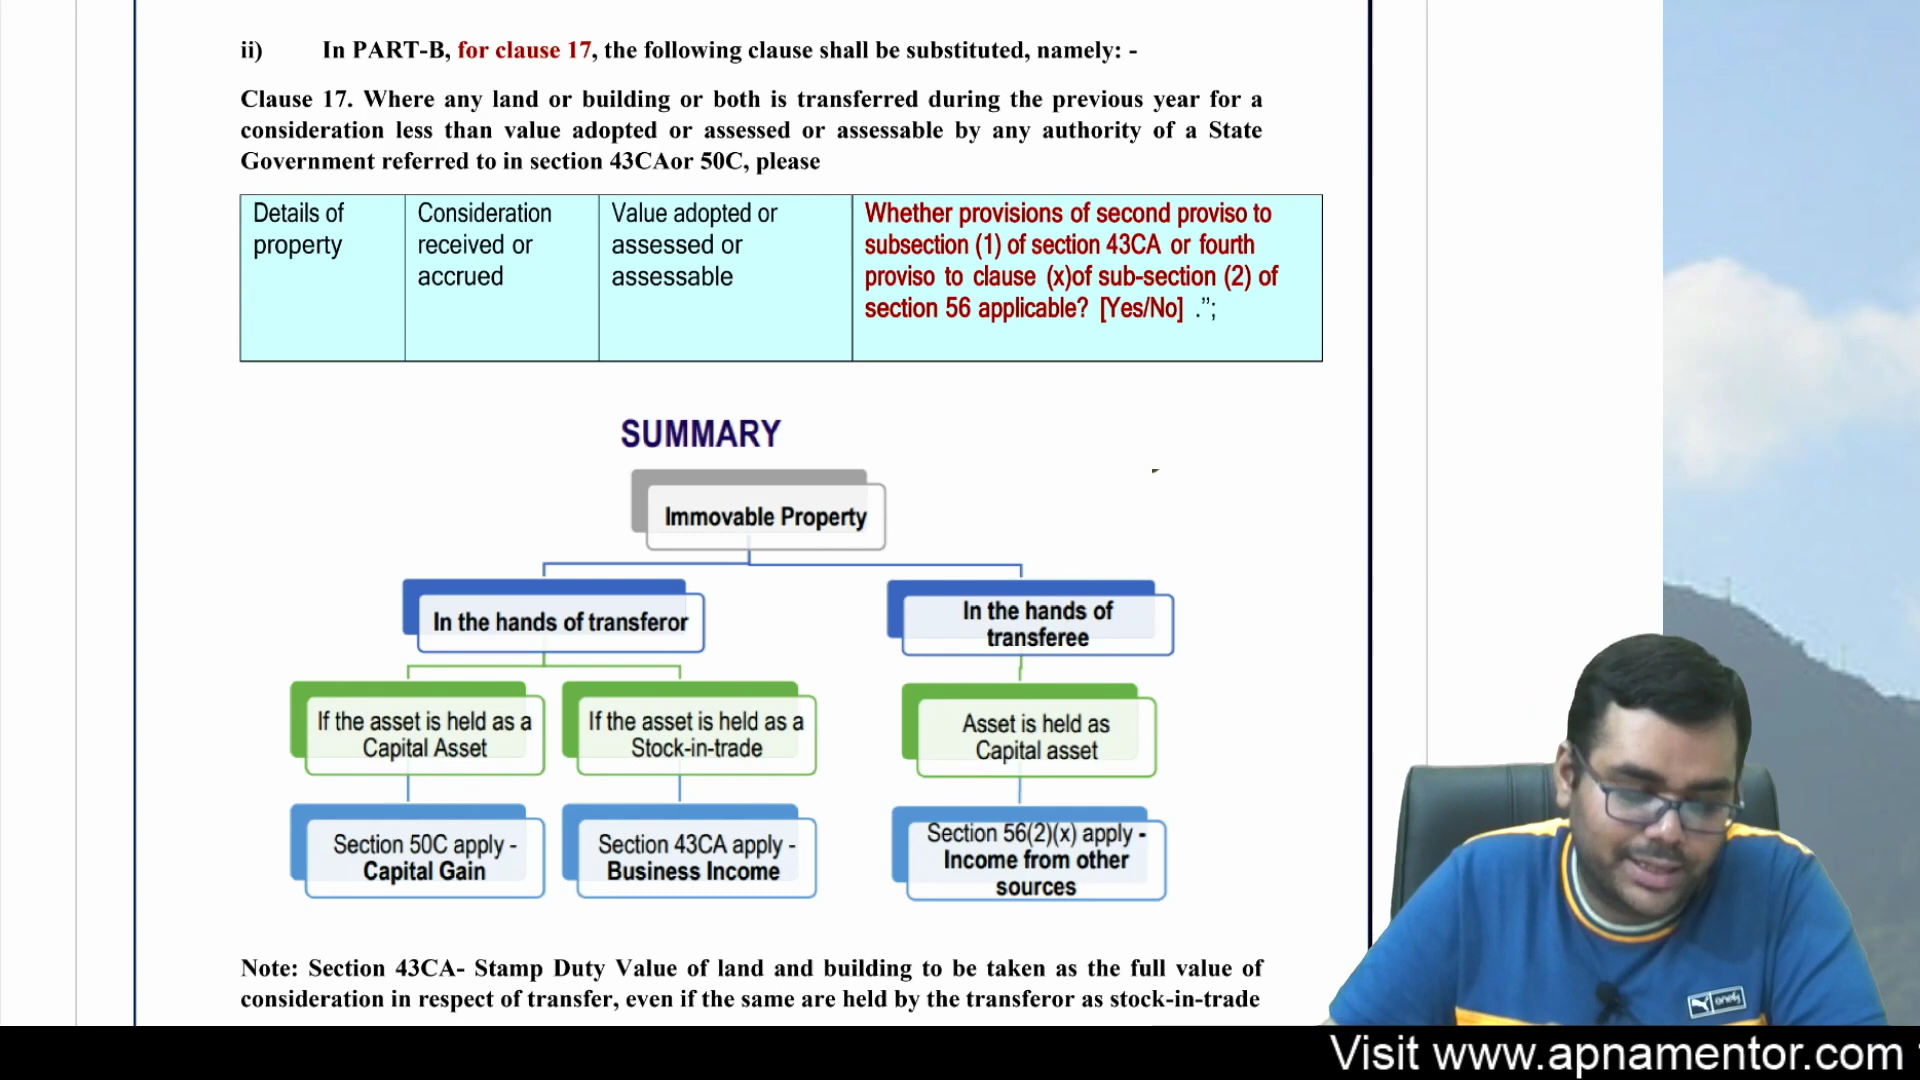 ii) In PART-B, for clause 17, the following clause shall be substituted, namely: -
Clause 17. Where any land or building or both is transferred during the previous year for a
consideration less than value adopted or assessed or assessable by any authority of a State
Government referred to in section 43CAor 50C, please
Details of
property
Consideration
received or
accrued
Value adopted or
assessed or
assessable
Whether provisions of second proviso to
subsection (1) of section 43CA or fourth
proviso to clause (x)of sub-section (2) of
section 56 applicable? [Yes/No] .”;
SUMMARY
Immovable Property
In the hands of transferor
In the hands of
transferee
If the asset is held as a
Capital Asset
If the asset is held as a
Stock-in-trade
Asset is held as
Capital asset
Section 50C apply -
Capital Gain
Section 43CA apply -
Business Income
Section 56(2)(x) apply -
Income from other
sources
Note: Section 43CA- Stamp Duty Value of land and building to be taken as the full value of
consideration in respect of transfer, even if the same are held by the transferor as stock-in-trade
Visit www.apnamentor.com